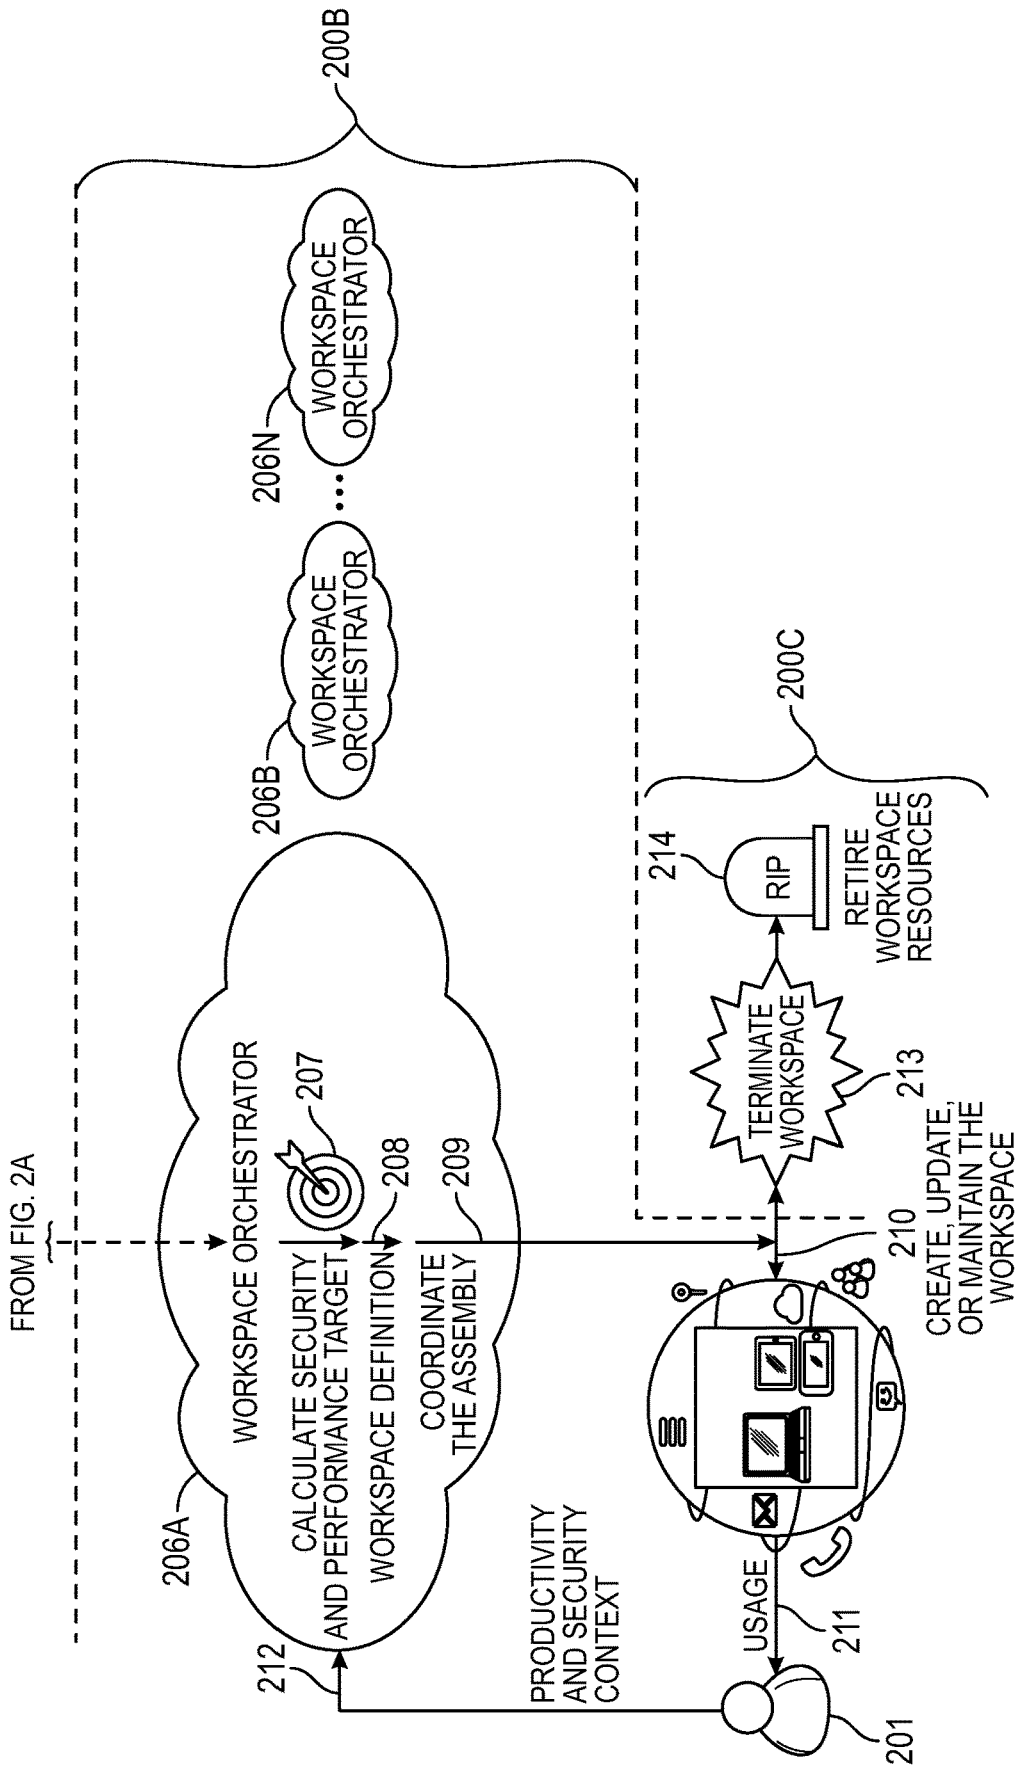 FROM FIG. 2A
200B
206A
WORKSPACE ORCHESTRATOR
CALCULATE SECURITY
AND PERFORMANCE TARGET
207
WORKSPACE DEFINITION
208
COORDINATE
THE ASSEMBLY
209
206B
WORKSPACE
ORCHESTRATOR
206N
WORKSPACE
ORCHESTRATOR
212
PRODUCTIVITY
AND SECURITY
CONTEXT
201
USAGE
211
210
CREATE, UPDATE,
OR MAINTAIN THE
WORKSPACE
TERMINATE
WORKSPACE
213
214
RIP
RETIRE
WORKSPACE
RESOURCES
200C